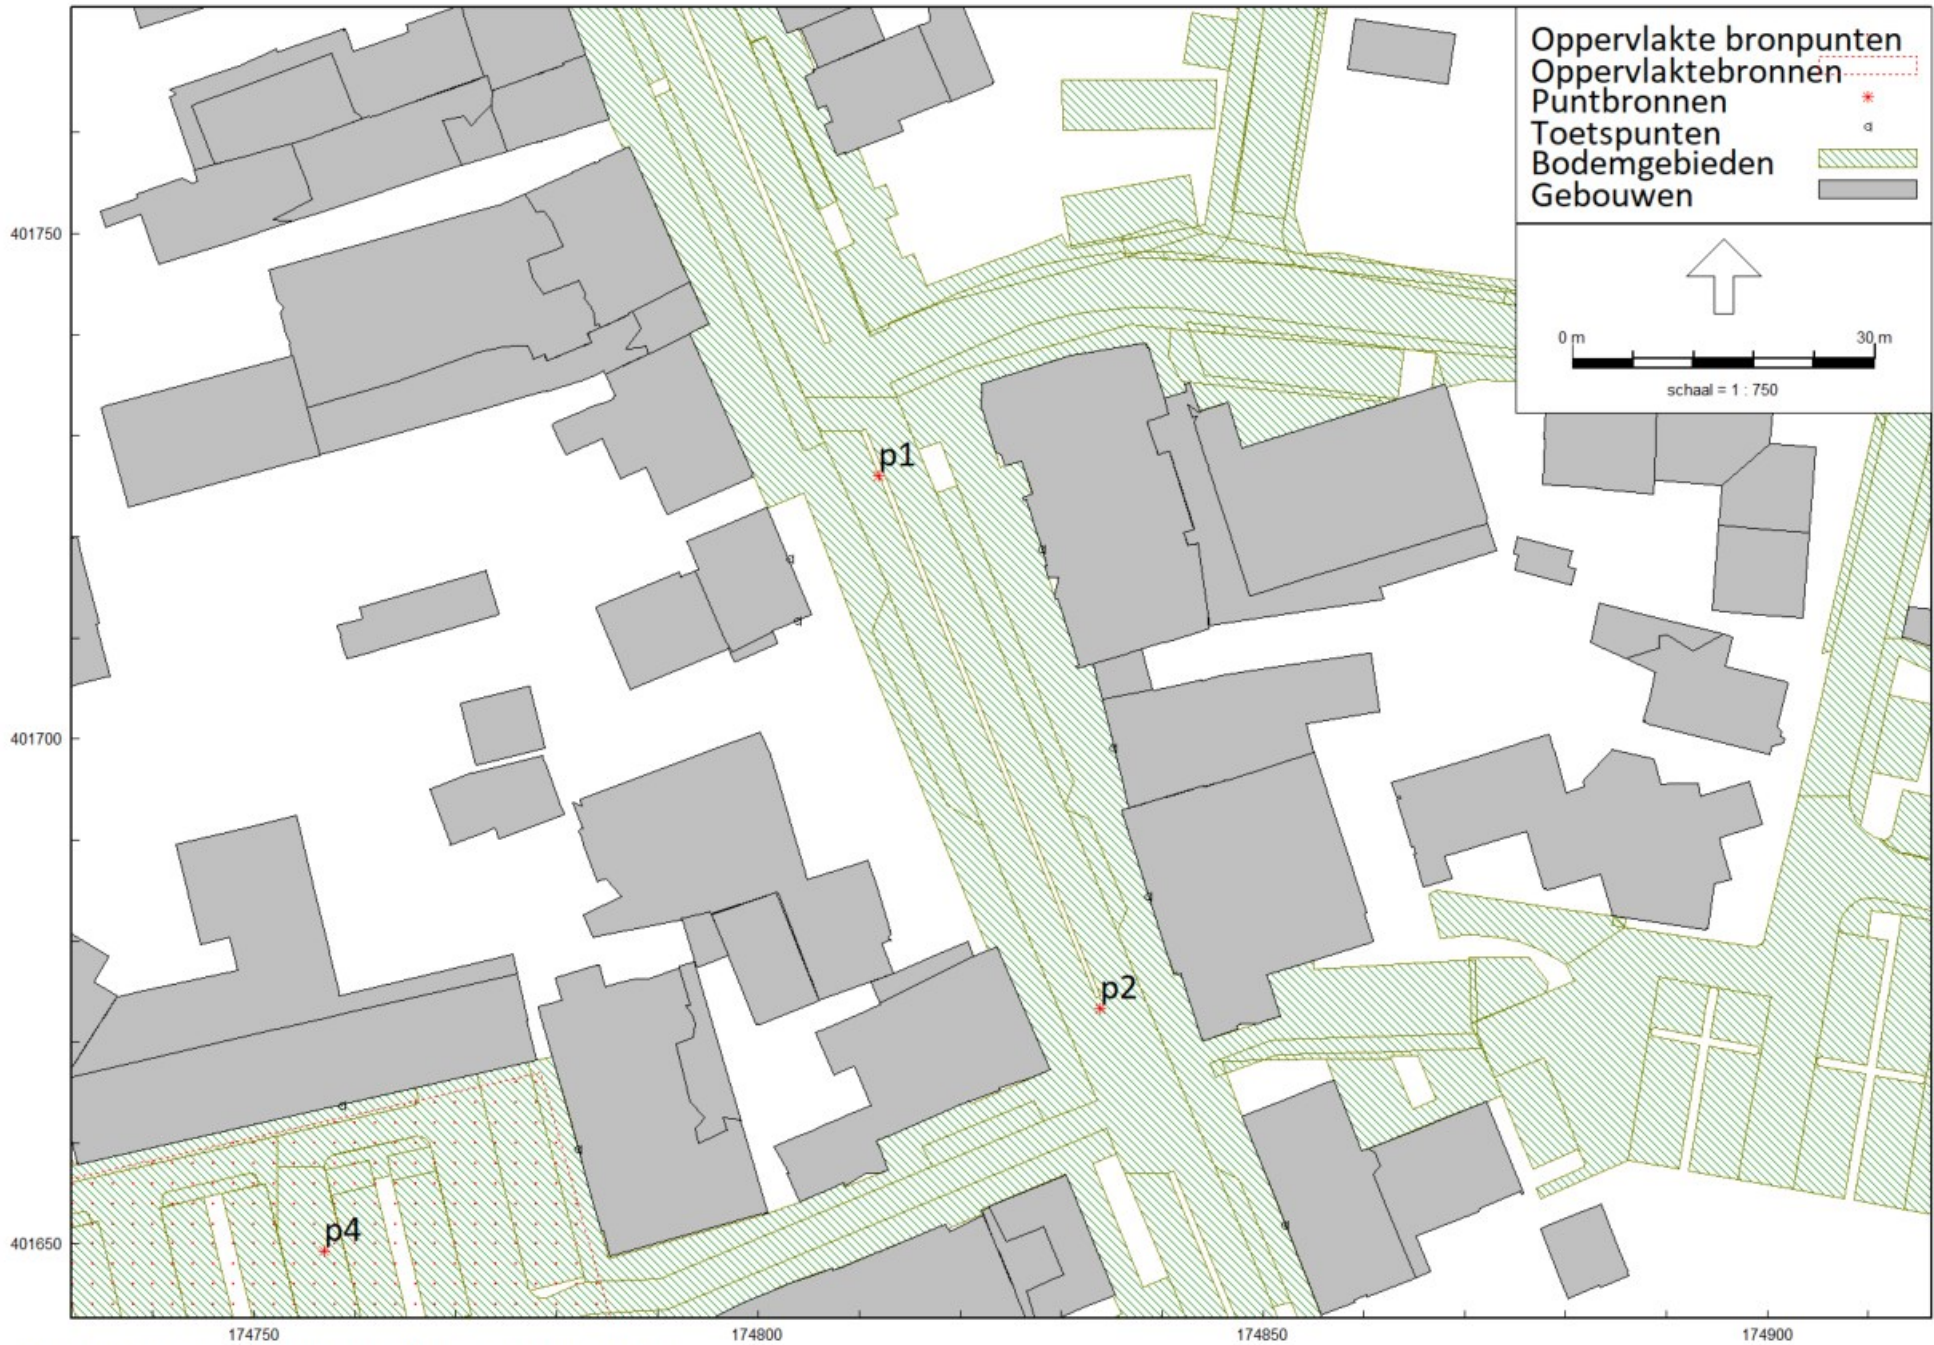 Oppervlakte bronpunten
Oppervlaktebronnen
Puntbronnen
Toetspunten
Bodemgebieden
Gebouwen
0 m 30 m
schaal = 1 : 750
401750
p1
401700
p2
p4
401650
174750 174800 174850 174900